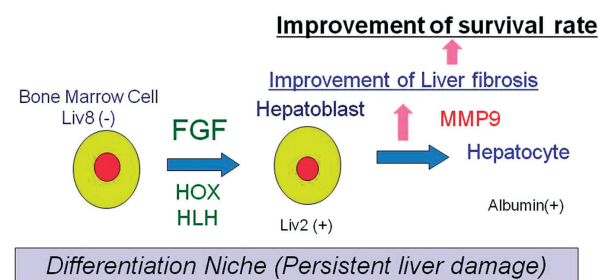 Improvement of survival rate
Improvement of Liver fibrosis
Bone Marrow Cell
Liv8 (-)
FGF
HOX
HLH
Hepatoblast
Liv2 (+)
MMP9
Hepatocyte
Albumin(+)
Differentiation Niche (Persistent liver damage)